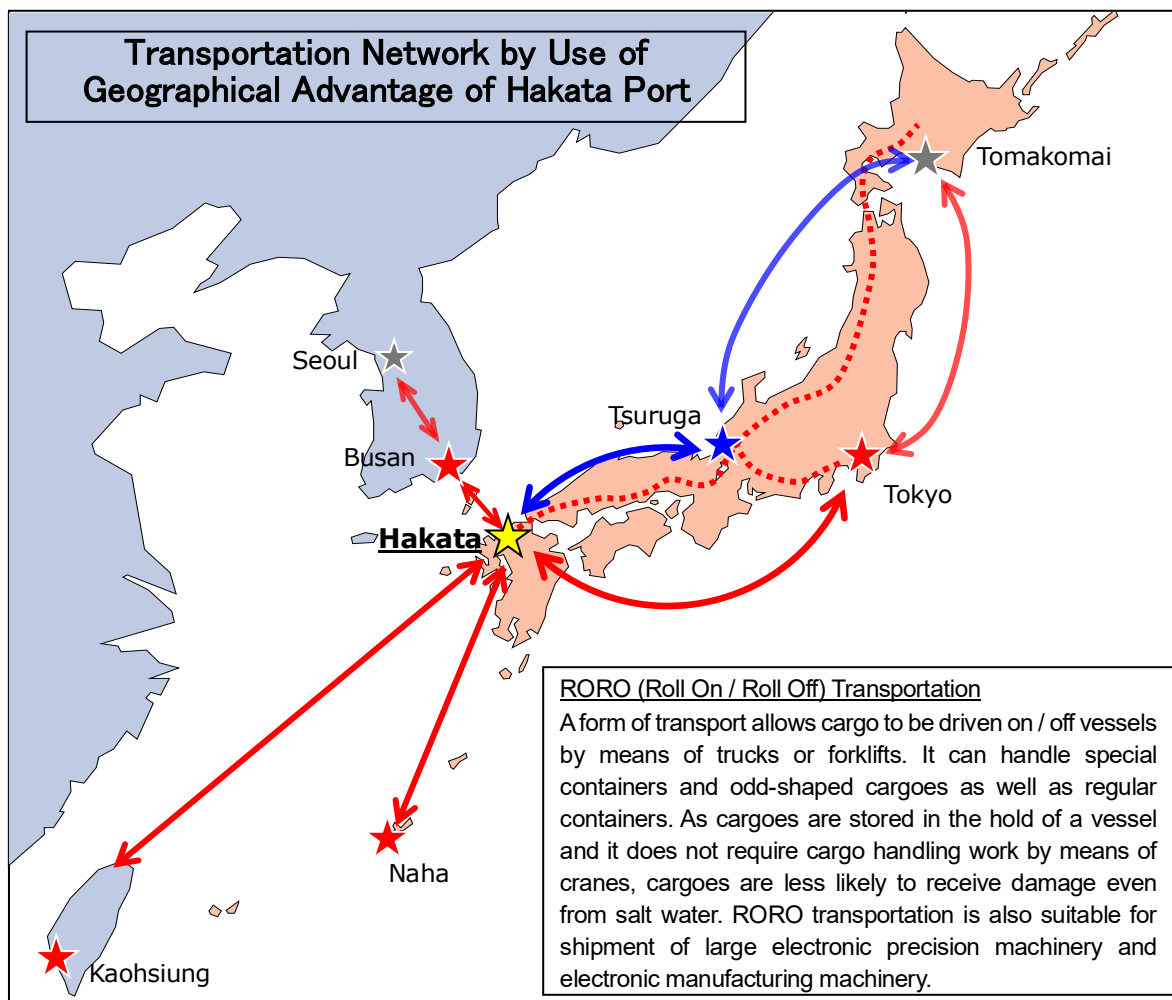 Transportation Network by Use of
Geographical Advantage of Hakata Port
Tomakomai
Seoul
Tsuruga
Busan
Tokyo
Hakata
Naha
Kaohsiung
RORO (Roll On / Roll Off) Transportation
A form of transport allows cargo to be driven on / off vessels
by means of trucks or forklifts. It can handle special
containers and odd-shaped cargoes as well as regular
containers. As cargoes are stored in the hold of a vessel
and it does not require cargo handling work by means of
cranes, cargoes are less likely to receive damage even
from salt water. RORO transportation is also suitable for
shipment of large electronic precision machinery and
electronic manufacturing machinery.